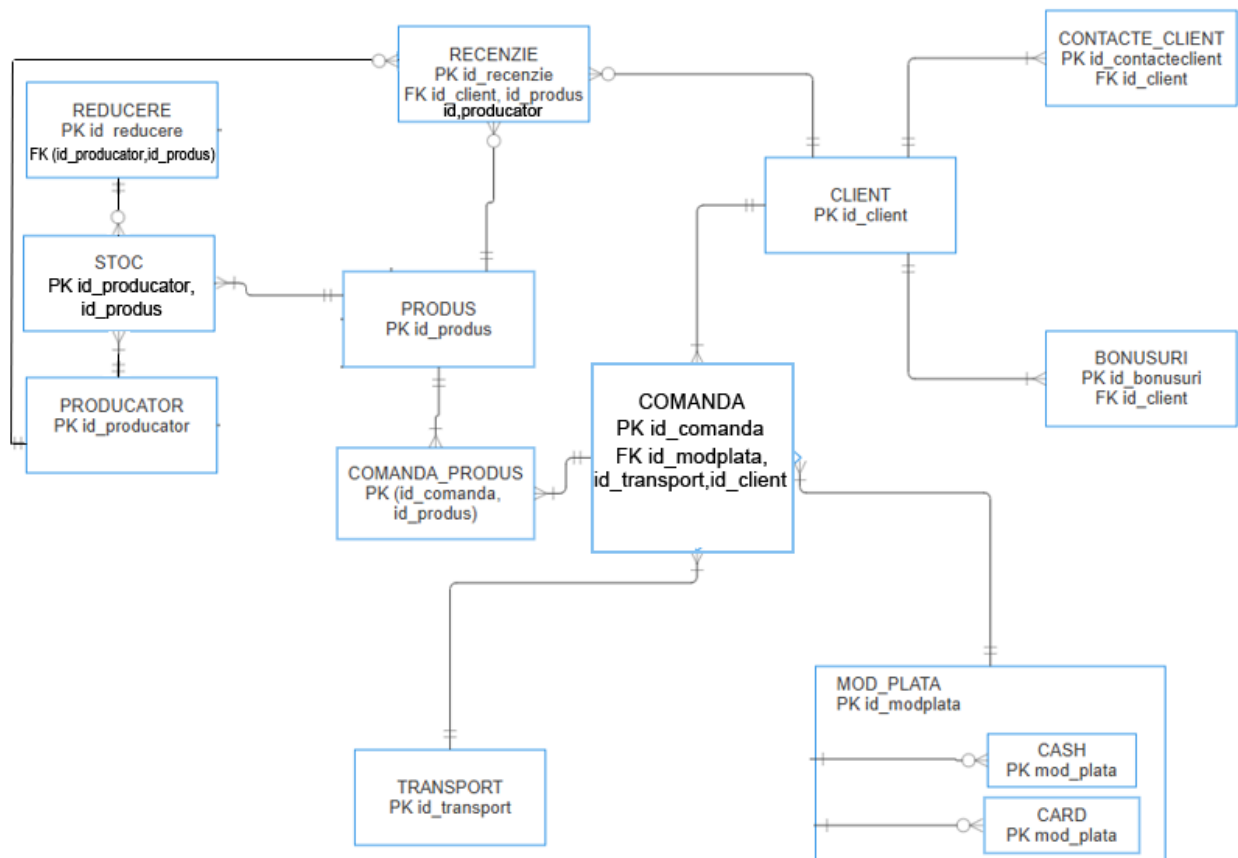 RECENZIE
PK id_recenzie
FK id_client, id_produs
id,producator
CONTACTE_CLIENT
PK id_contacteclient
FK id_client
REDUCERE
PK id_reducere
FK (id_producator,id_produs)
CLIENT
PK id_client
STOC
PK id_producator,
id_produs
PRODUS
PK id_produs
BONUSURI
PK id_bonusuri
FK id_client
PRODUCATOR
PK id_producator
COMANDA
PK id_comanda
FK id_modplata,
id_transport,id_client
COMANDA_PRODUS
PK (id_comanda,
id_produs)
MOD_PLATA
PK id_modplata
CASH
PK mod_plata
TRANSPORT
PK id_transport
CARD
PK mod_plata